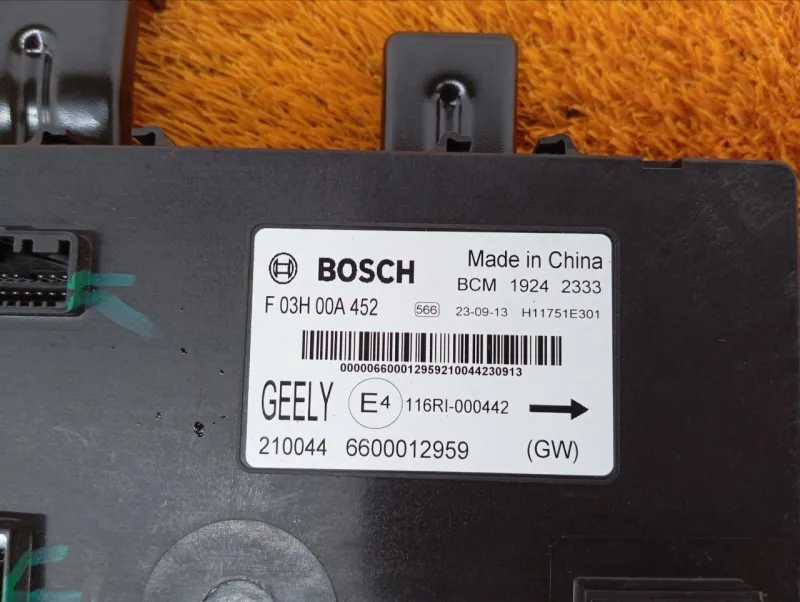 BOSCH Made in China
BCM 1924 2333
F 03H 00A 452 566 23-09-13 H11751E301
000006600012959210044230913
GEELY E4 116RI-000442
210044 6600012959 (GW)